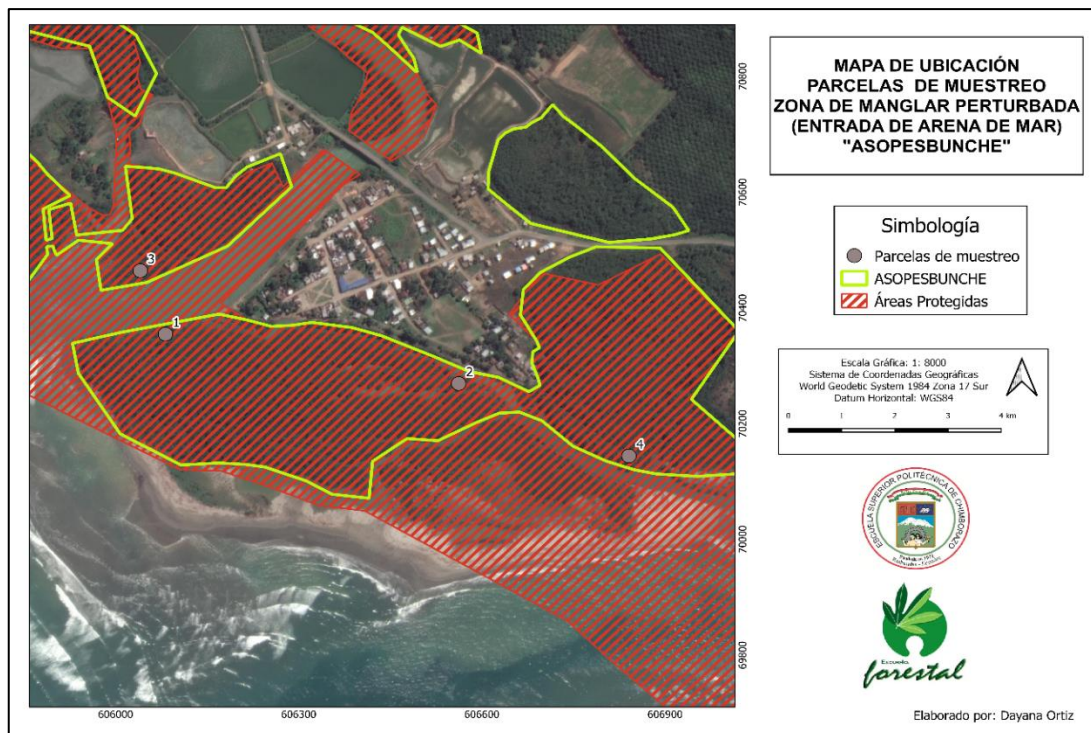 MAPA DE UBICACIÓN
PARCELAS DE MUESTREO
ZONA DE MANGLAR PERTURBADA
(ENTRADA DE ARENA DE MAR)
"ASOPESBUNCHE"
Simbología
Parcelas de muestreo
ASOPESBUNCHE
Áreas Protegidas
Escala Gráfica: 1: 8000
Sistema de Coordenadas Geográficas
World Geodetic System 1984 Zona 17 Sur
Datum Horizontal: WGS84
0 1 2 3 4 km
ESCUELA SUPERIOR POLITÉCNICA DE CHIMBORAZO
Escuela
forestal
Elaborado por: Dayana Ortiz
3
1
2
4
70800
70600
70400
70200
70000
69800
606000 606300 606600 606900